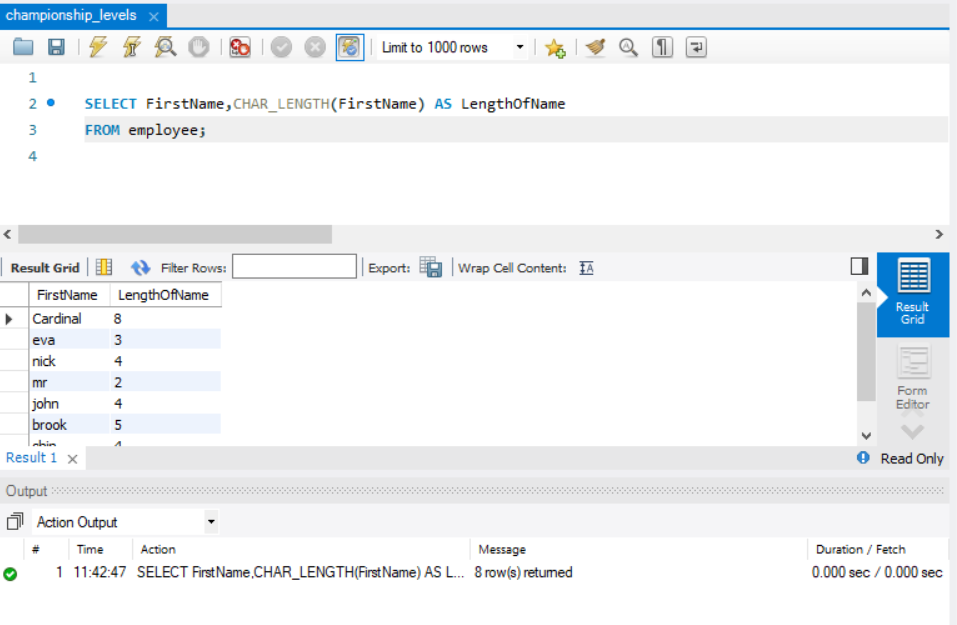 championship_levels
Limit to 1000 rows
1
2 SELECT FirstName,CHAR_LENGTH(FirstName) AS LengthOfName
3 FROM employee;
4
Result Grid Filter Rows: Export: Wrap Cell Content:
FirstName LengthOfName
Cardinal 8
eva 3
nick 4
mr 2
john 4
brook 5
4
Result Grid
Form Editor
Result 1 Read Only
Output
Action Output
# Time Action Message Duration / Fetch
1 11:42:47 SELECT FirstName,CHAR_LENGTH(FirstName) AS L... 8 row(s) returned 0.000 sec / 0.000 sec